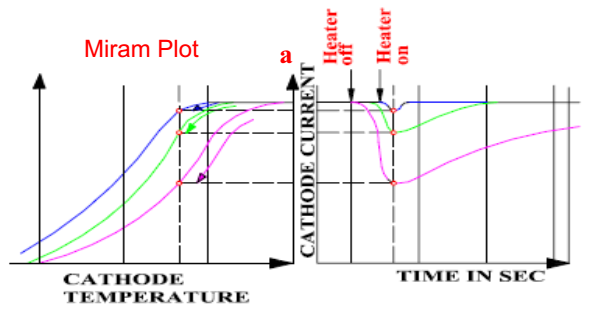 Miram Plot
a
Heater
off
Heater
on
CATHODE CURRENT
CATHODE
TEMPERATURE
TIME IN SEC